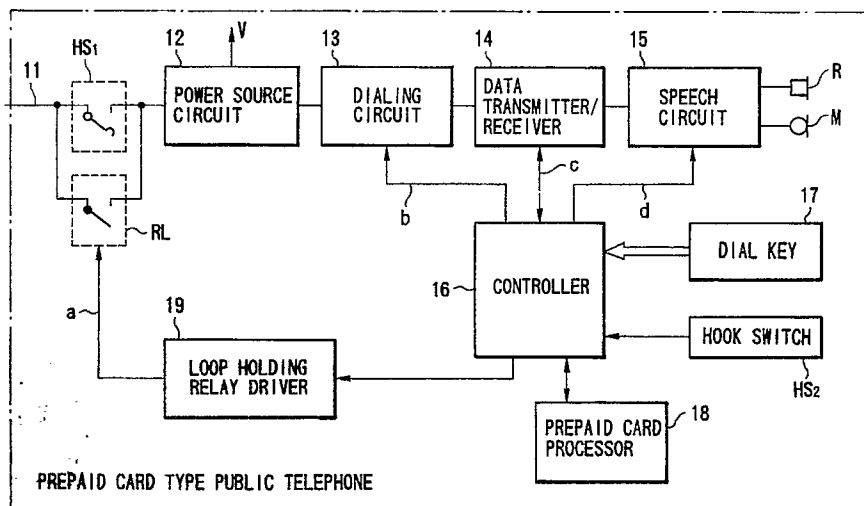 HS1
12
V
13
14
15
11
POWER SOURCE
CIRCUIT
DIALING
CIRCUIT
DATA
TRANSMITTER/
RECEIVER
SPEECH
CIRCUIT
R
M
RL
b
c
d
17
DIAL KEY
16
CONTROLLER
a
19
LOOP HOLDING
RELAY DRIVER
HOOK SWITCH
HS2
PREPAID CARD
PROCESSOR
18
PREPAID CARD TYPE PUBLIC TELEPHONE